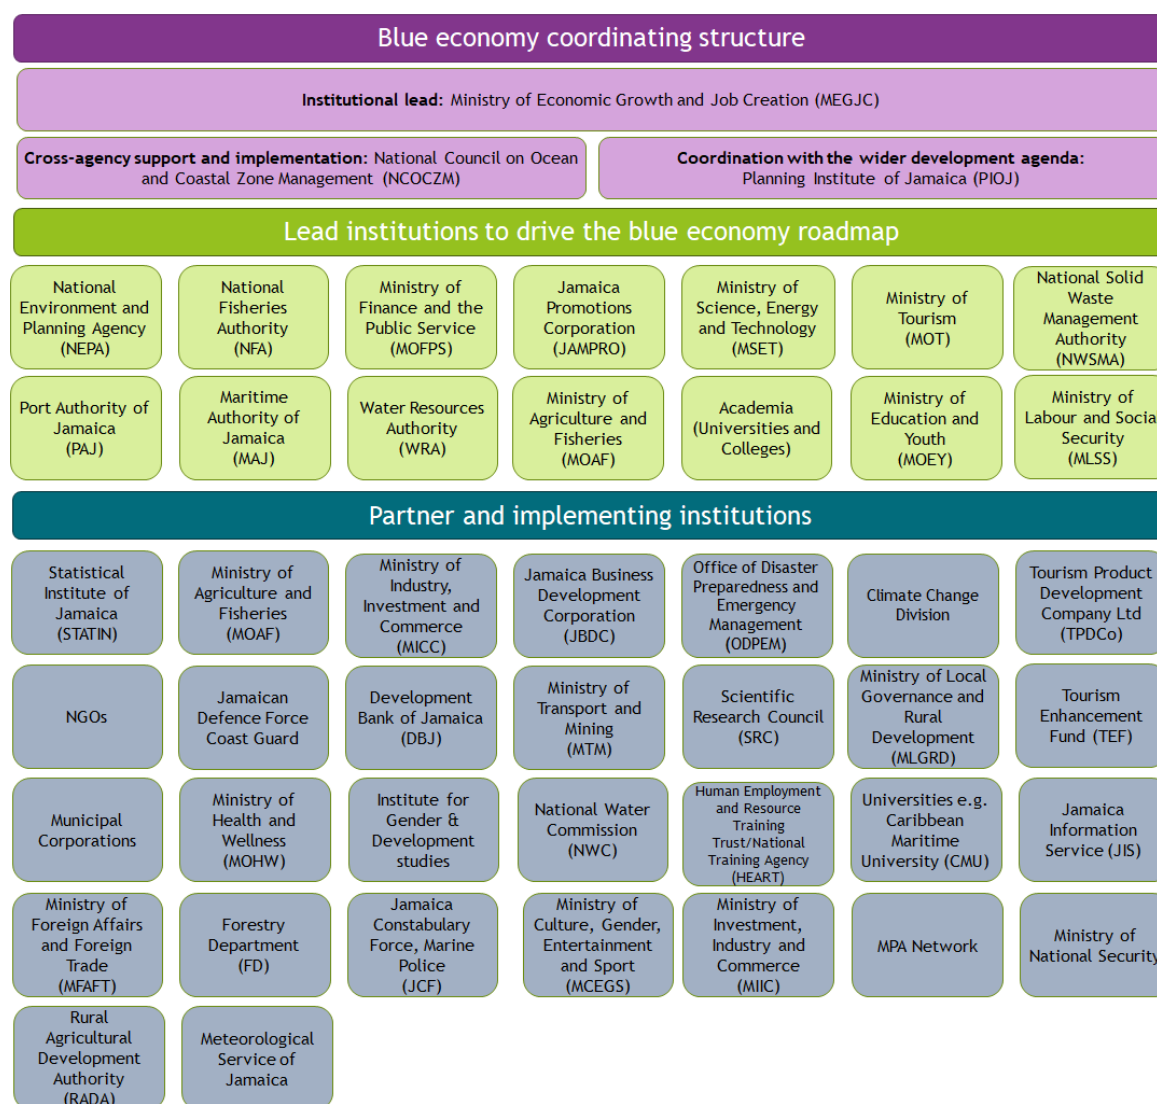 Blue economy coordinating structure
Institutional lead: Ministry of Economic Growth and Job Creation (MEGJC)
Cross-agency support and implementation: National Council on Ocean
and Coastal Zone Management (NCOCZM)
Coordination with the wider development agenda:
Planning Institute of Jamaica (PIOJ)
Lead institutions to drive the blue economy roadmap
National
Environment and
Planning Agency
(NEPA)
National
Fisheries
Authority
(NFA)
Ministry of
Finance and the
Public Service
(MOFPS)
Jamaica
Promotions
Corporation
(JAMPRO)
Ministry of
Science, Energy
and Technology
(MSET)
Ministry of
Tourism
(MOT)
National Solid
Waste
Management
Authority
(NWSMA)
Port Authority of
Jamaica
(PAJ)
Maritime
Authority of
Jamaica
(MAJ)
Water Resources
Authority
(WRA)
Ministry of
Agriculture and
Fisheries
(MOAF)
Academia
(Universities and
Colleges)
Ministry of
Education and
Youth
(MOEY)
Ministry of
Labour and Social
Security
(MLSS)
Partner and implementing institutions
Statistical
Institute of
Jamaica
(STATIN)
Ministry of
Agriculture and
Fisheries
(MOAF)
Ministry of
Industry,
Investment and
Commerce
(MICC)
Jamaica Business
Development
Corporation
(JBDC)
Office of Disaster
Preparedness and
Emergency
Management
(ODPEM)
Climate Change
Division
Tourism Product
Development
Company Ltd
(TPDCo)
NGOs
Jamaican
Defence Force
Coast Guard
Development
Bank of Jamaica
(DBJ)
Ministry of
Transport and
Mining
(MTM)
Scientific
Research Council
(SRC)
Ministry of Local
Governance and
Rural
Development
(MLGRD)
Tourism
Enhancement
Fund (TEF)
Municipal
Corporations
Ministry of
Health and
Wellness
(MOHW)
Institute for
Gender &
Development
studies
National Water
Commission
(NWC)
Human Employment
and Resource
Training
Trust/National
Training Agency
(HEART)
Universities e.g.
Caribbean
Maritime
University (CMU)
Jamaica
Information
Service (JIS)
Ministry of
Foreign Affairs
and Foreign
Trade
(MFAFT)
Forestry
Department
(FD)
Jamaica
Constabulary
Force, Marine
Police
(JCF)
Ministry of
Culture, Gender,
Entertainment
and Sport
(MCEGS)
Ministry of
Investment,
Industry and
Commerce
(MIIC)
MPA Network
Ministry of
National Security
Rural
Agricultural
Development
Authority
(RADA)
Meteorological
Service of
Jamaica